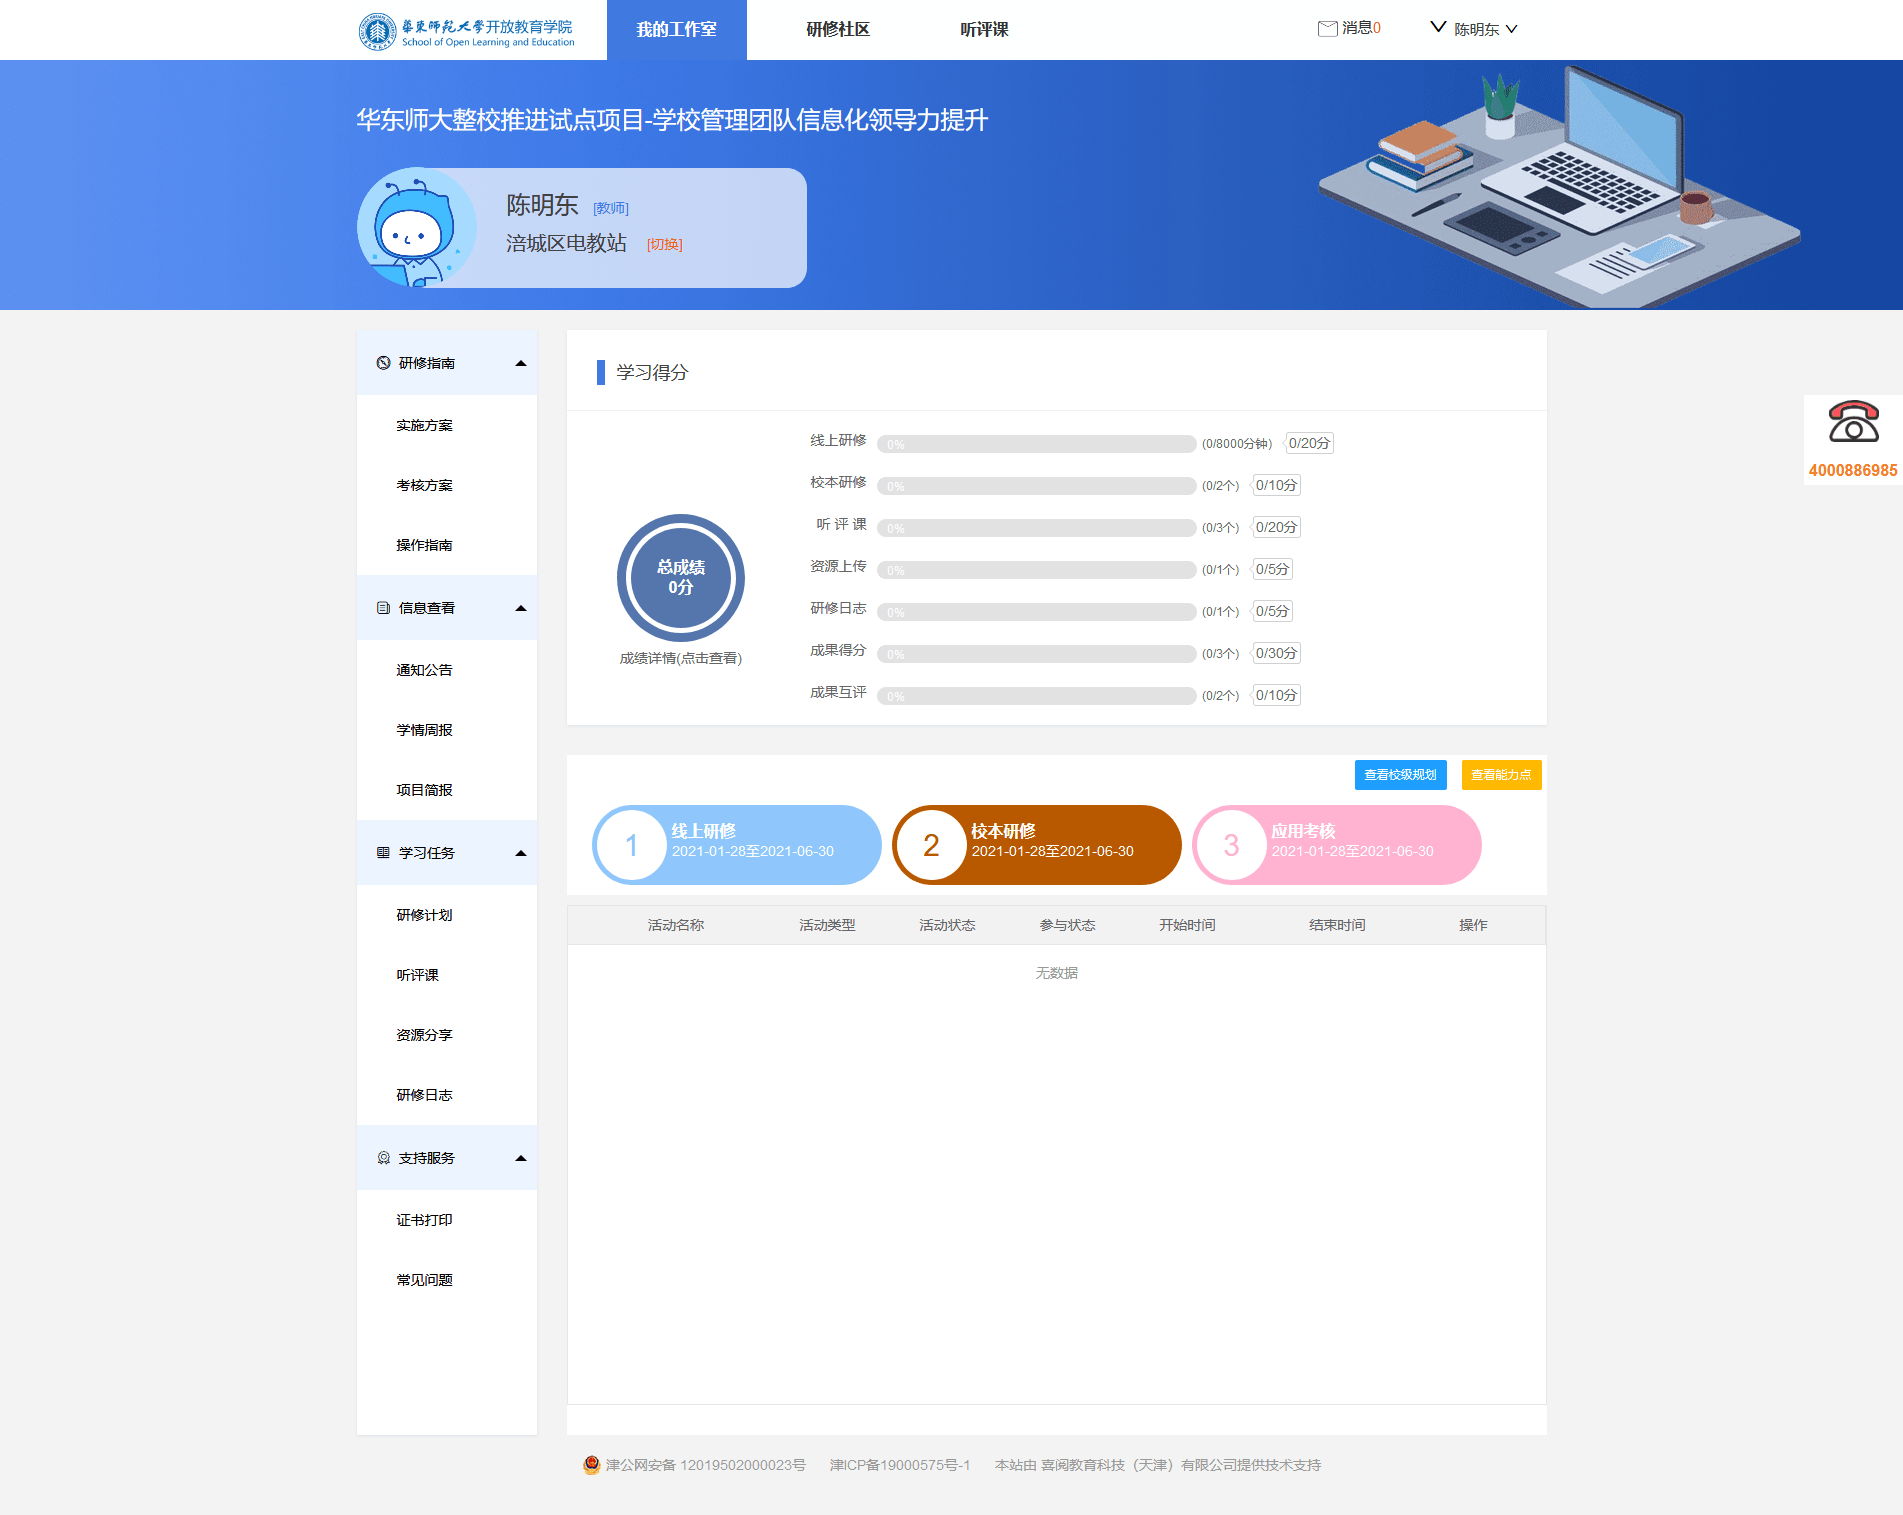 華東師範大学开放教育学院
School of Open Learning and Education
我的工作室
研修社区
听评课
消息0
陈明东
华东师大整校推进试点项目-学校管理团队信息化领导力提升
陈明东 [教师]
涪城区电教站 [切换]
研修指南
实施方案
考核方案
操作指南
信息查看
通知公告
学情周报
项目简报
学习任务
研修计划
听评课
资源分享
研修日志
支持服务
证书打印
常见问题
学习得分
总成绩
0分
成绩详情(点击查看)
线上研修 0% (0/8000分钟) 0/20分
校本研修 0% (0/2个) 0/10分
听 评 课 0% (0/3个) 0/20分
资源上传 0% (0/1个) 0/5分
研修日志 0% (0/1个) 0/5分
成果得分 0% (0/3个) 0/30分
成果互评 0% (0/2个) 0/10分
4000886985
查看校级规划 查看能力点
1 线上研修
2021-01-28至2021-06-30
2 校本研修
2021-01-28至2021-06-30
3 应用考核
2021-01-28至2021-06-30
活动名称 活动类型 活动状态 参与状态 开始时间 结束时间 操作
无数据
津公网安备 12019502000023号 津ICP备19000575号-1 本站由 喜阅教育科技（天津）有限公司提供技术支持